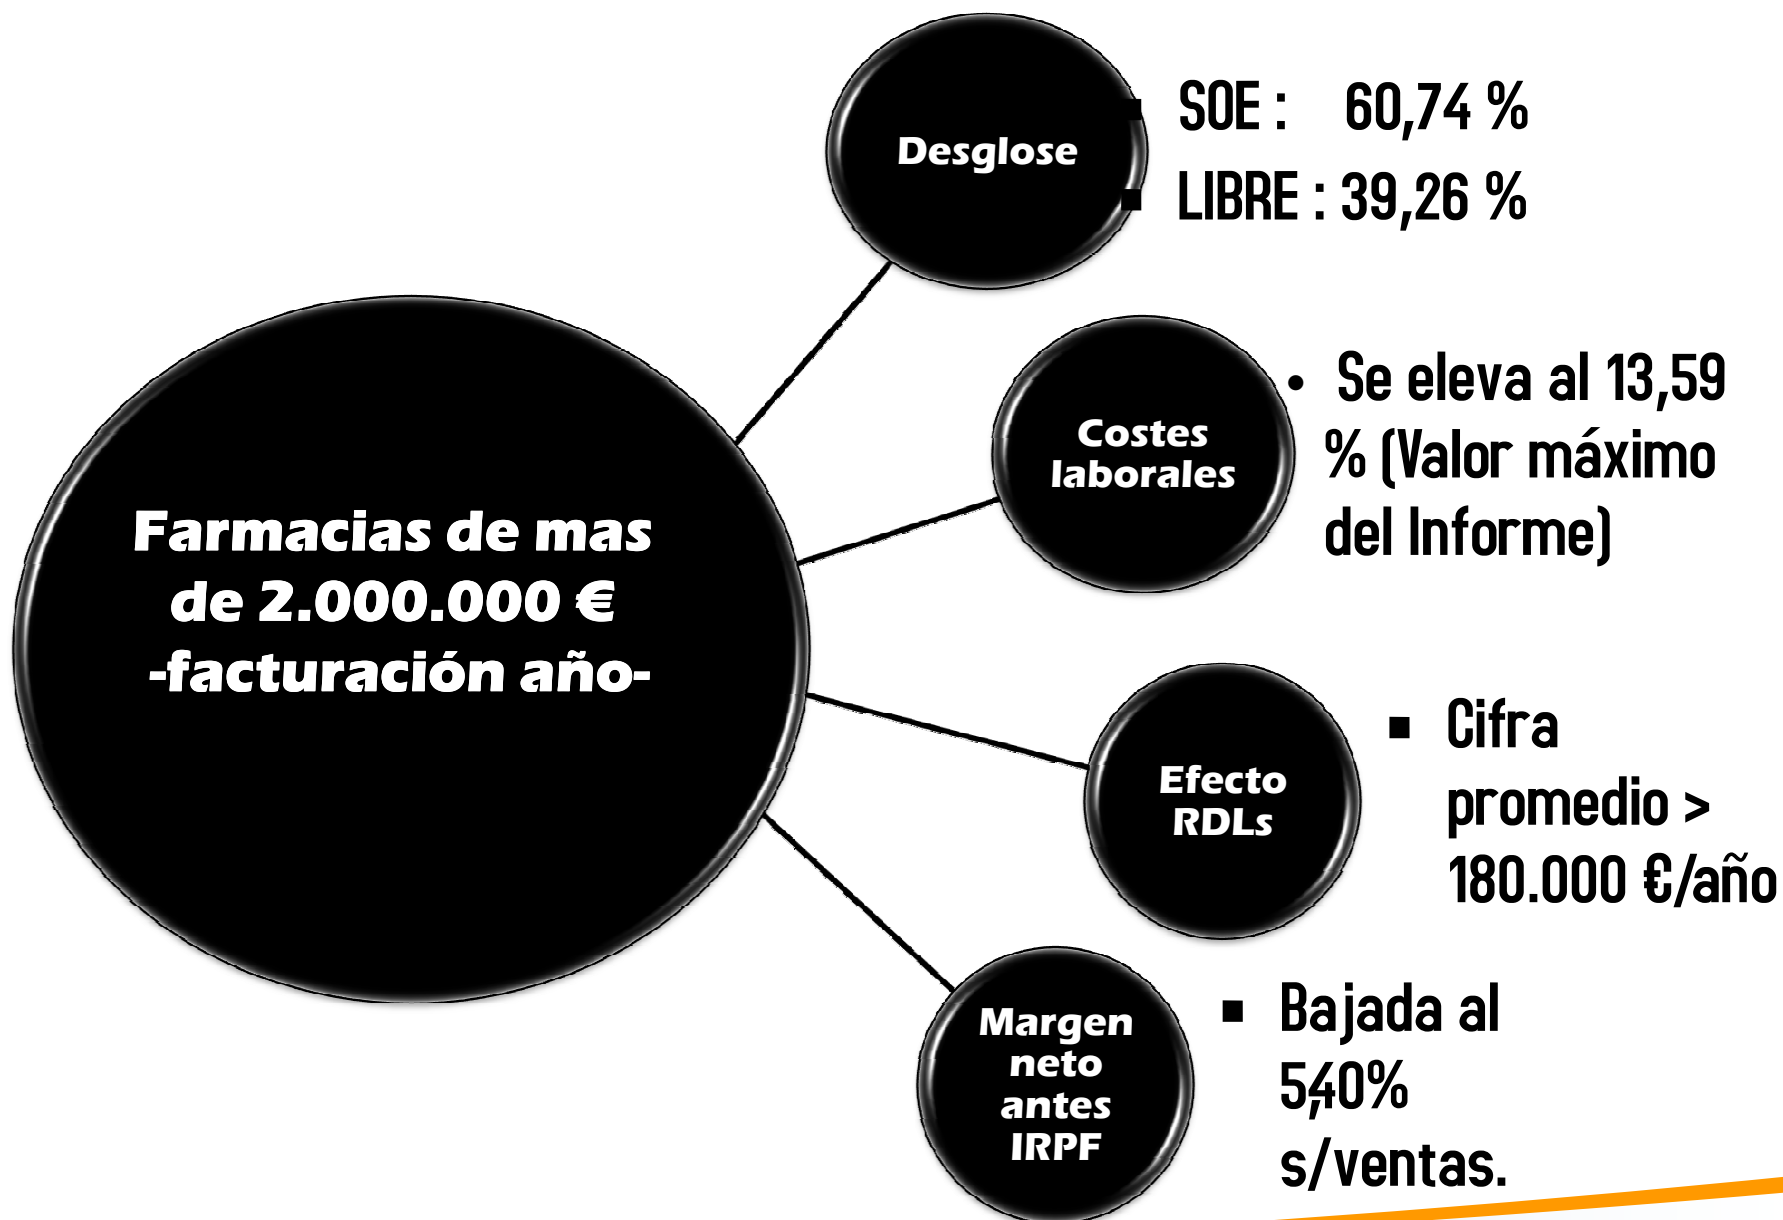 Desglose
▪ SOE : 60,74 %
▪ LIBRE : 39,26 %
Farmacias de mas
de 2.000.000 €
-facturación año-
Costes
laborales
• Se eleva al 13,59
% (Valor máximo
del Informe)
Efecto
RDLs
▪ Cifra
promedio >
180.000 €/año
Margen
neto
antes
IRPF
▪ Bajada al
5,40%
s/ventas.